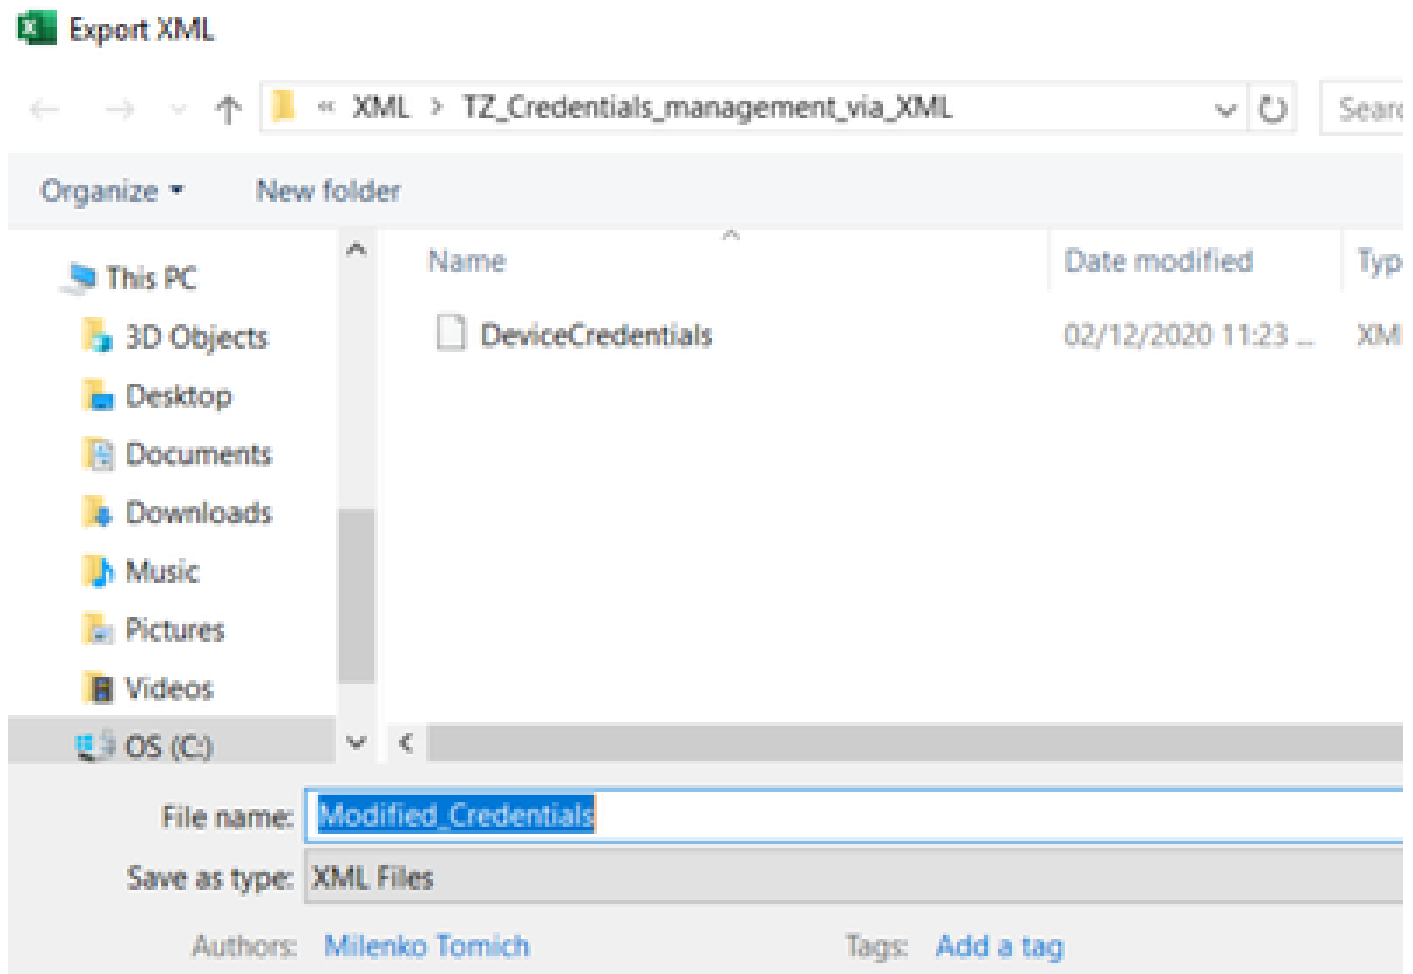 Export XML
« XML > TZ_Credentials_management_via_XML
Organize
New folder
Name
Date modified
This PC
3D Objects
Desktop
Documents
Downloads
Music
Pictures
Videos
OS (C:)
DeviceCredentials
02/12/2020 11:23 ...
File name: Modified_Credentials
Save as type: XML Files
Authors: Milenko Tomich
Tags: Add a tag